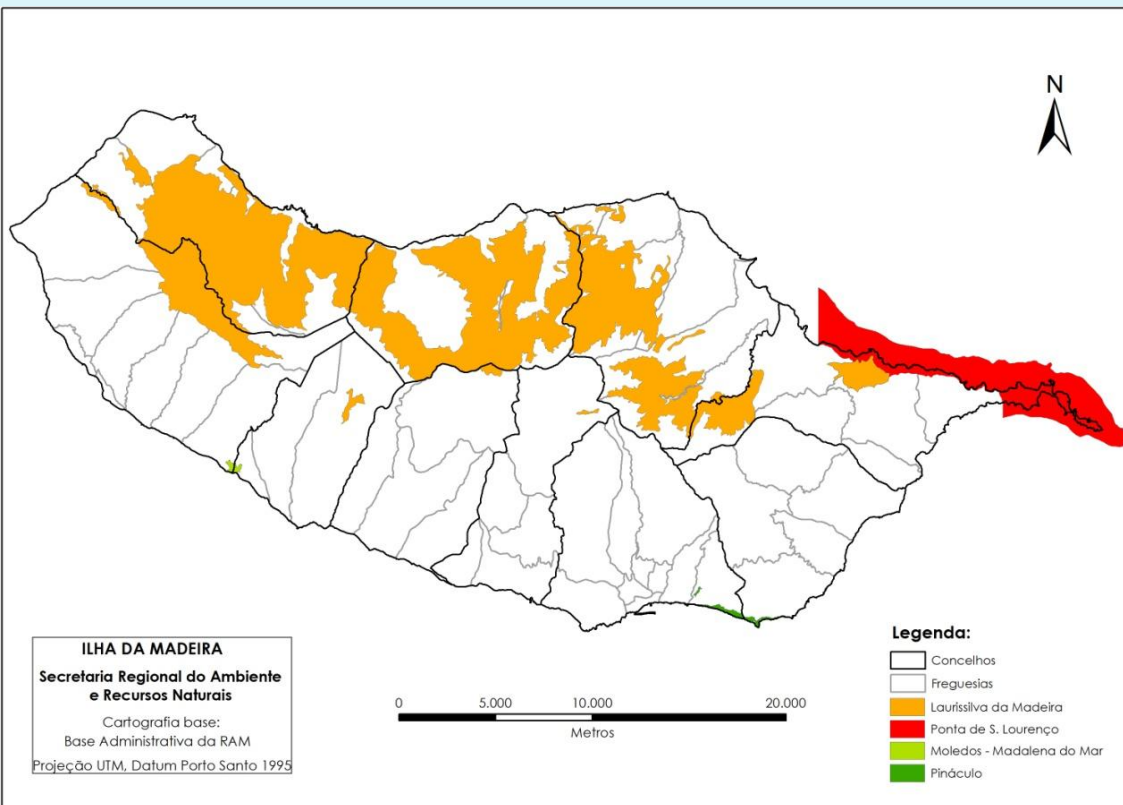 N
ILHA DA MADEIRA
Secretaria Regional do Ambiente
e Recursos Naturais
Cartografia base:
Base Administrativa da RAM
Projeção UTM, Datum Porto Santo 1995
0 5.000 10.000 20.000
Metros
Legenda:
Concelhos
Freguesias
Laurissilva da Madeira
Ponta de S. Lourenço
Moledos - Madalena do Mar
Pináculo